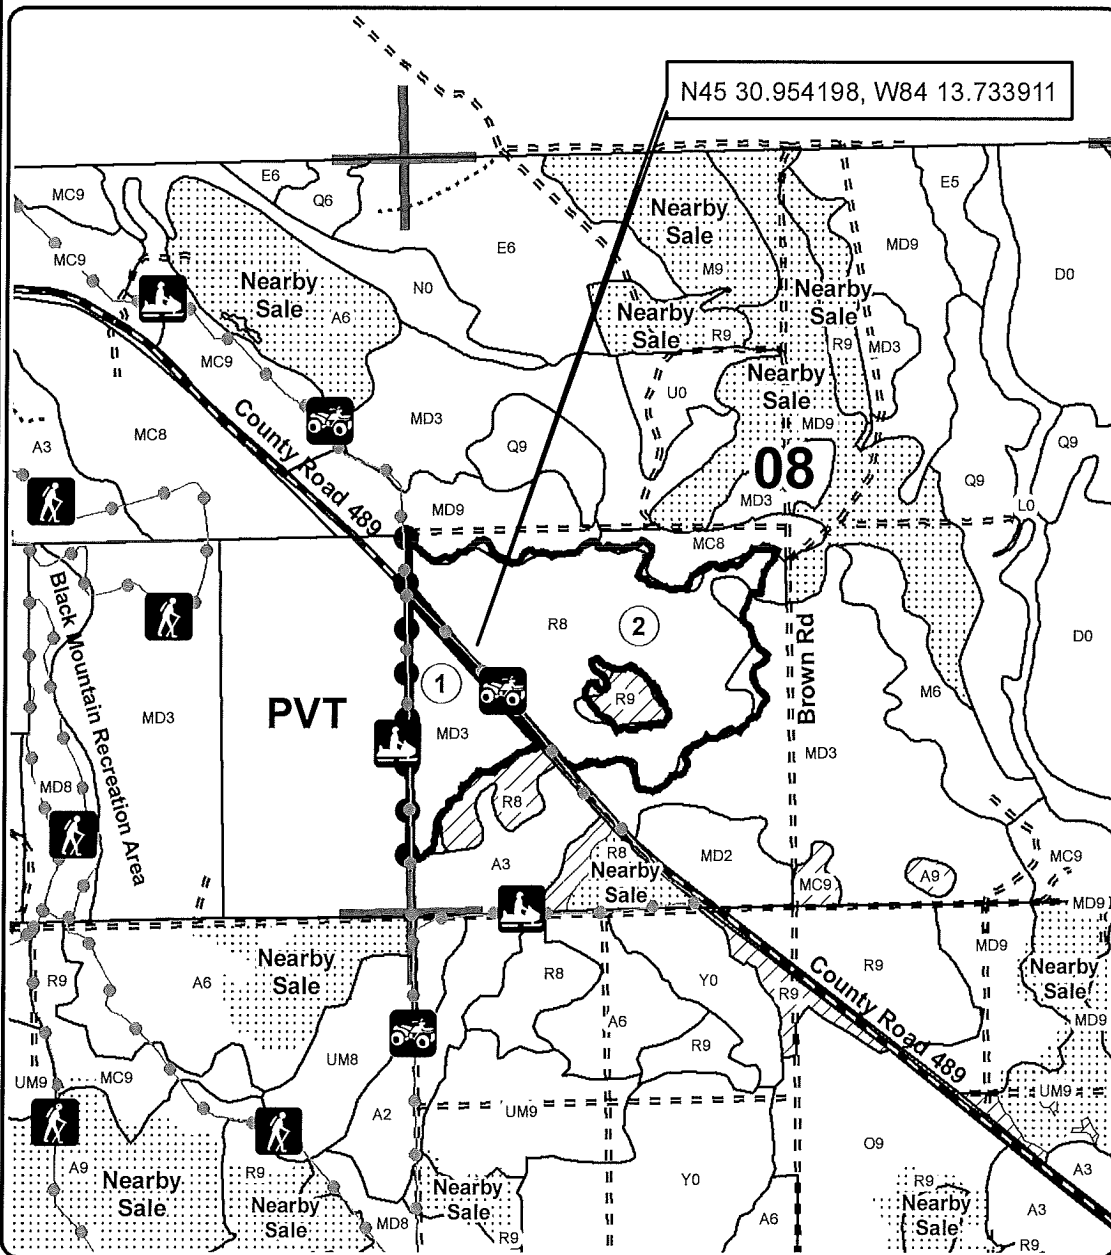 N45 30.954198, W84 13.733911
E6
Q6
MC9
E5
MC9
Nearby
Sale
E6
MD9
D0
Nearby
Sale
M9
N0
A6
Nearby
Sale
Nearby
Sale
R9
R9
MD3
MC9
Nearby
Sale
U0
MD3
MC8
A3
County Road 489
Q9
MD9
Q9
08
MD3
Q9
L0
MD9
MC8
Black Mountain Recreation Area
R8
2
D0
Brown Rd
1
R9
M6
MD3
PVT
MD3
MD3
MD8
R8
R8
MD2
A3
Nearby
Sale
MC9
A9
MC9
MD9
MD9
Nearby
Sale
R9
A6
R8
Y0
R9
R9
County Road 489
Nearby
Sale
MD9
A6
R9
UM8
UM9
MC9
A2
UM9
UM9
O9
A9
R9
Nearby
Sale
Nearby
Sale
MD8
Nearby
Sale
R9
Y0
A6
R9
Nearby
Sale
A3
A3
R9